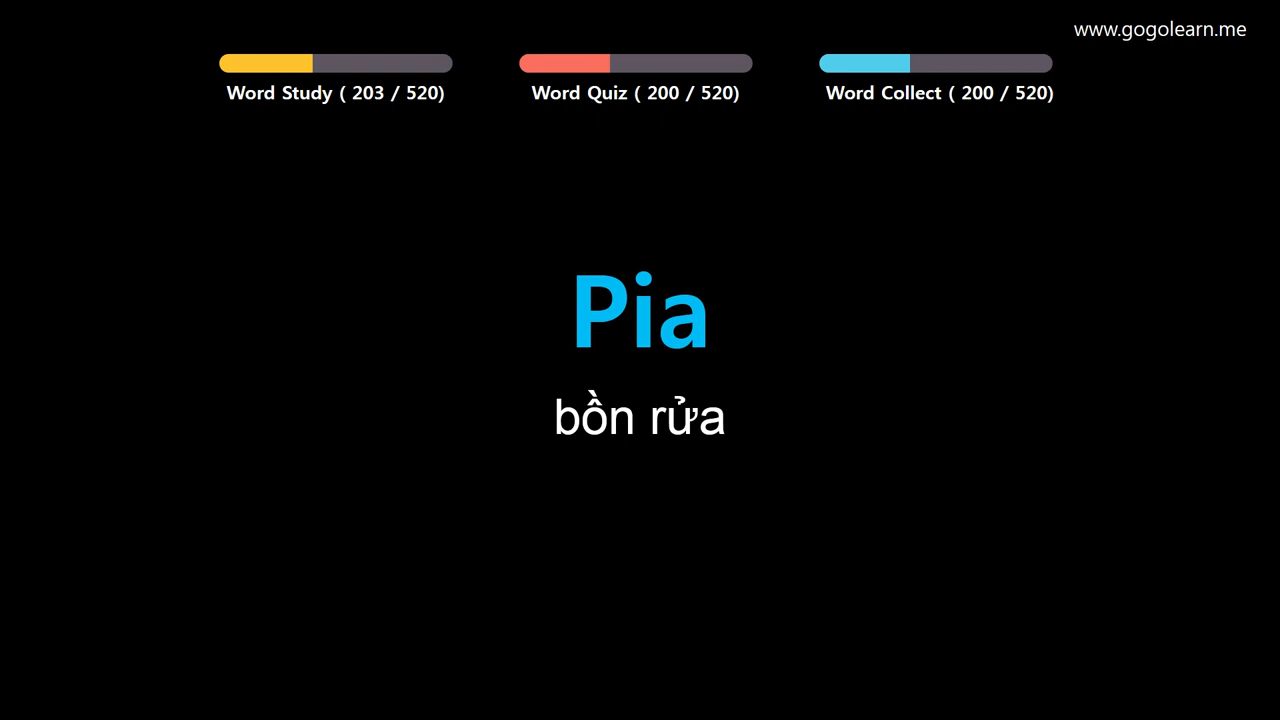 www.gogolearn.me
Word Study ( 203 / 520)
Word Quiz ( 200 / 520)
Word Collect ( 200 / 520)
Pia
bồn rửa